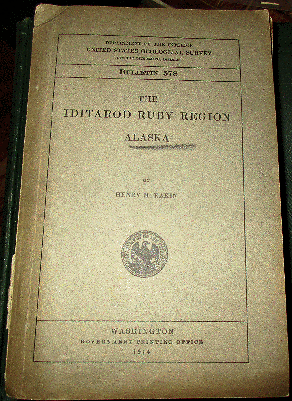 DEPARTMENT OF THE INTERIOR
UNITED STATES GEOLOGICAL SURVEY
BULLETIN 578
THE
IDITAROD RUBY REGION
ALASKA
BY
HENRY M. EAKIN
WASHINGTON
GOVERNMENT PRINTING OFFICE
1914